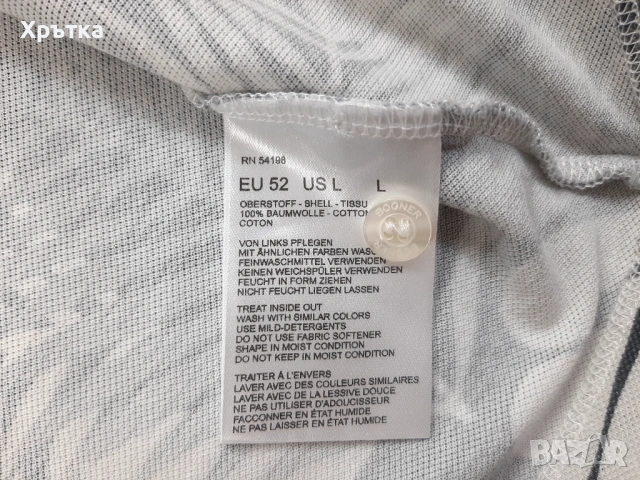 Хрътка
RN 54198
EU 52 US L L
OBERSTOFF - SHELL - TISSU
100% BAUMWOLLE - COTTON
COTON
BOGNER
VON LINKS PFLEGEN
MIT ÄHNLICHEN FARBEN
FEINWASCHMITTEL VERWENDEN
KEINEN WEICHSPÜLER VERWENDEN
FEUCHT IN FORM ZIEHEN
NICHT FEUCHT LIEGEN LASSEN
TREAT INSIDE OUT
WASH WITH SIMILAR COLORS
USE MILD-DETERGENTS
DO NOT USE FABRIC SOFTENER
SHAPE IN MOIST CONDITION
DO NOT KEEP IN MOIST CONDITION
TRAITER À L'ENVERS
LAVER AVEC DES COULEURS SIMILAIRES
LAVER AVEC DE LA LESSIVE DOUCE
NE PAS UTILISER D'ADOUCISSEUR
FACONNER EN ÉTAT HUMIDE
NE PAS LAISSER EN ÉTAT HUMIDE
BAZAR
bg